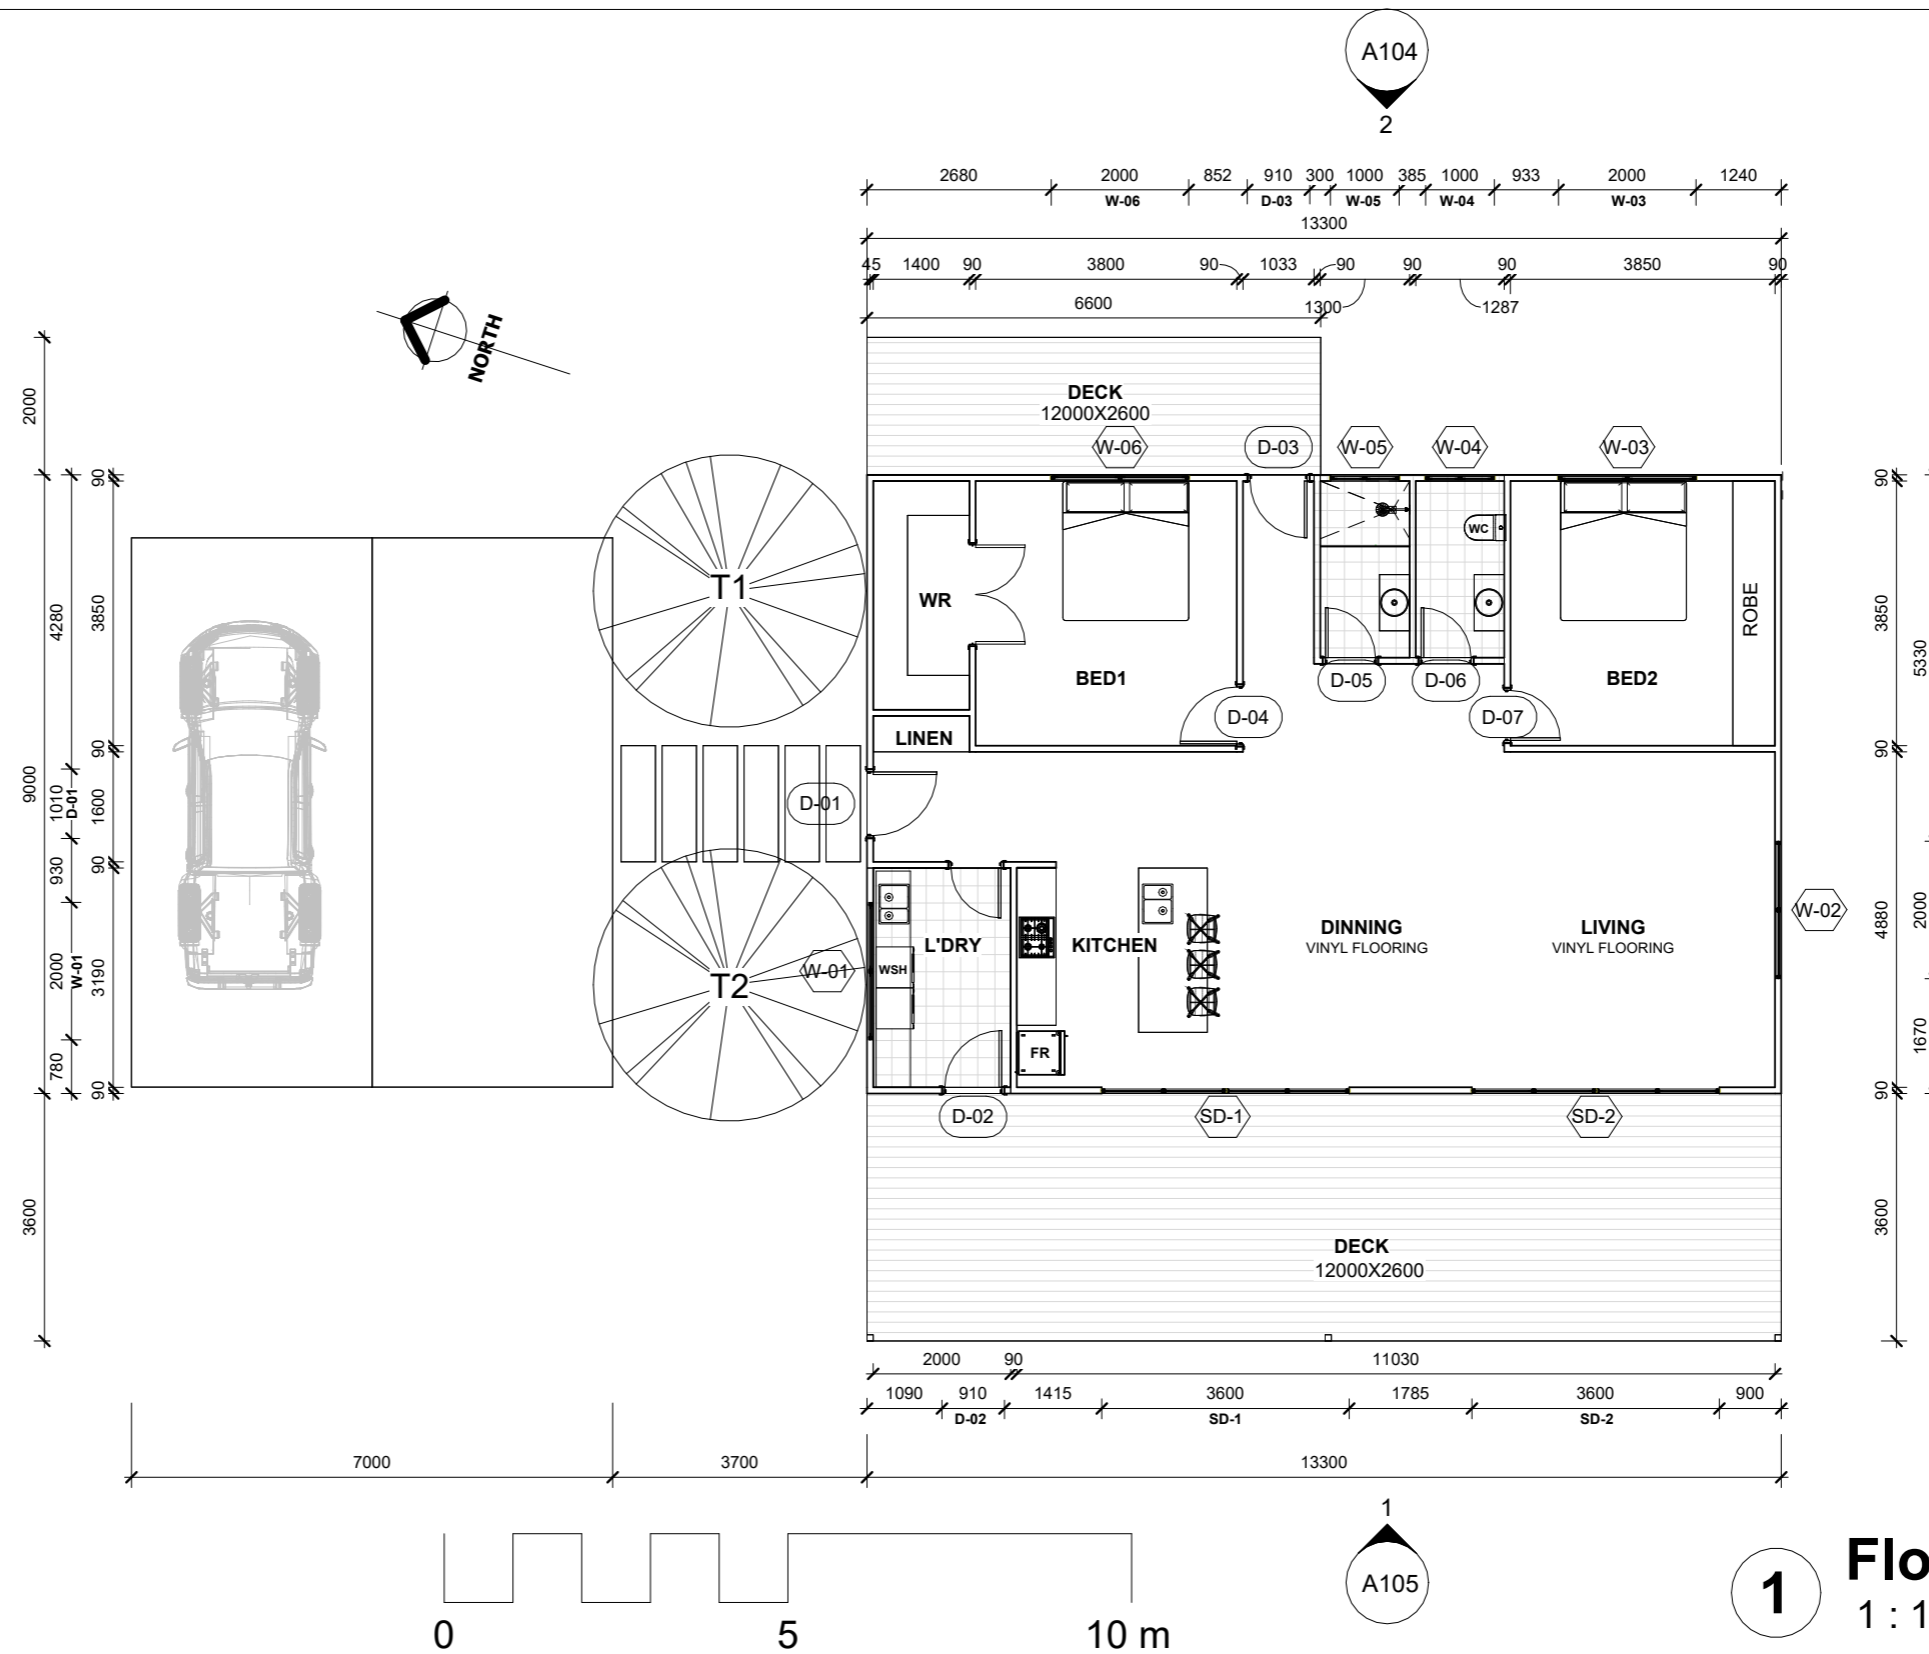 A104
2
2680 2000 852 910 300 1000 385 1000 933 2000 1240
W-06 D-03 W-05 W-04 W-03
13300
45 1400 90 3800 90 1033 90 90 90 3850 90
6600 1300 1287
NORTH
DECK
12000X2600
W-06 D-03 W-05 W-04 W-03
2000
9000
3600
4280
1010
D-01
930
2000
W-01
780
90
3850
90
1600
90
3190
90
T1
T2
WR
BED1
LINEN
WC
ROBE
BED2
D-05 D-06
D-04 D-07
D-01
W-01
WSH
L'DRY
KITCHEN
FR
DINNING
VINYL FLOORING
LIVING
VINYL FLOORING
W-02
90
3850
90
4880
90
3600
5330
2000
1670
D-02 SD-1 SD-2
DECK
12000X2600
2000 90 11030
1090 910 1415 3600 1785 3600 900
D-02 SD-1 SD-2
7000 3700 13300
1
A105
0 5 10 m
1
Flo
1 : 1